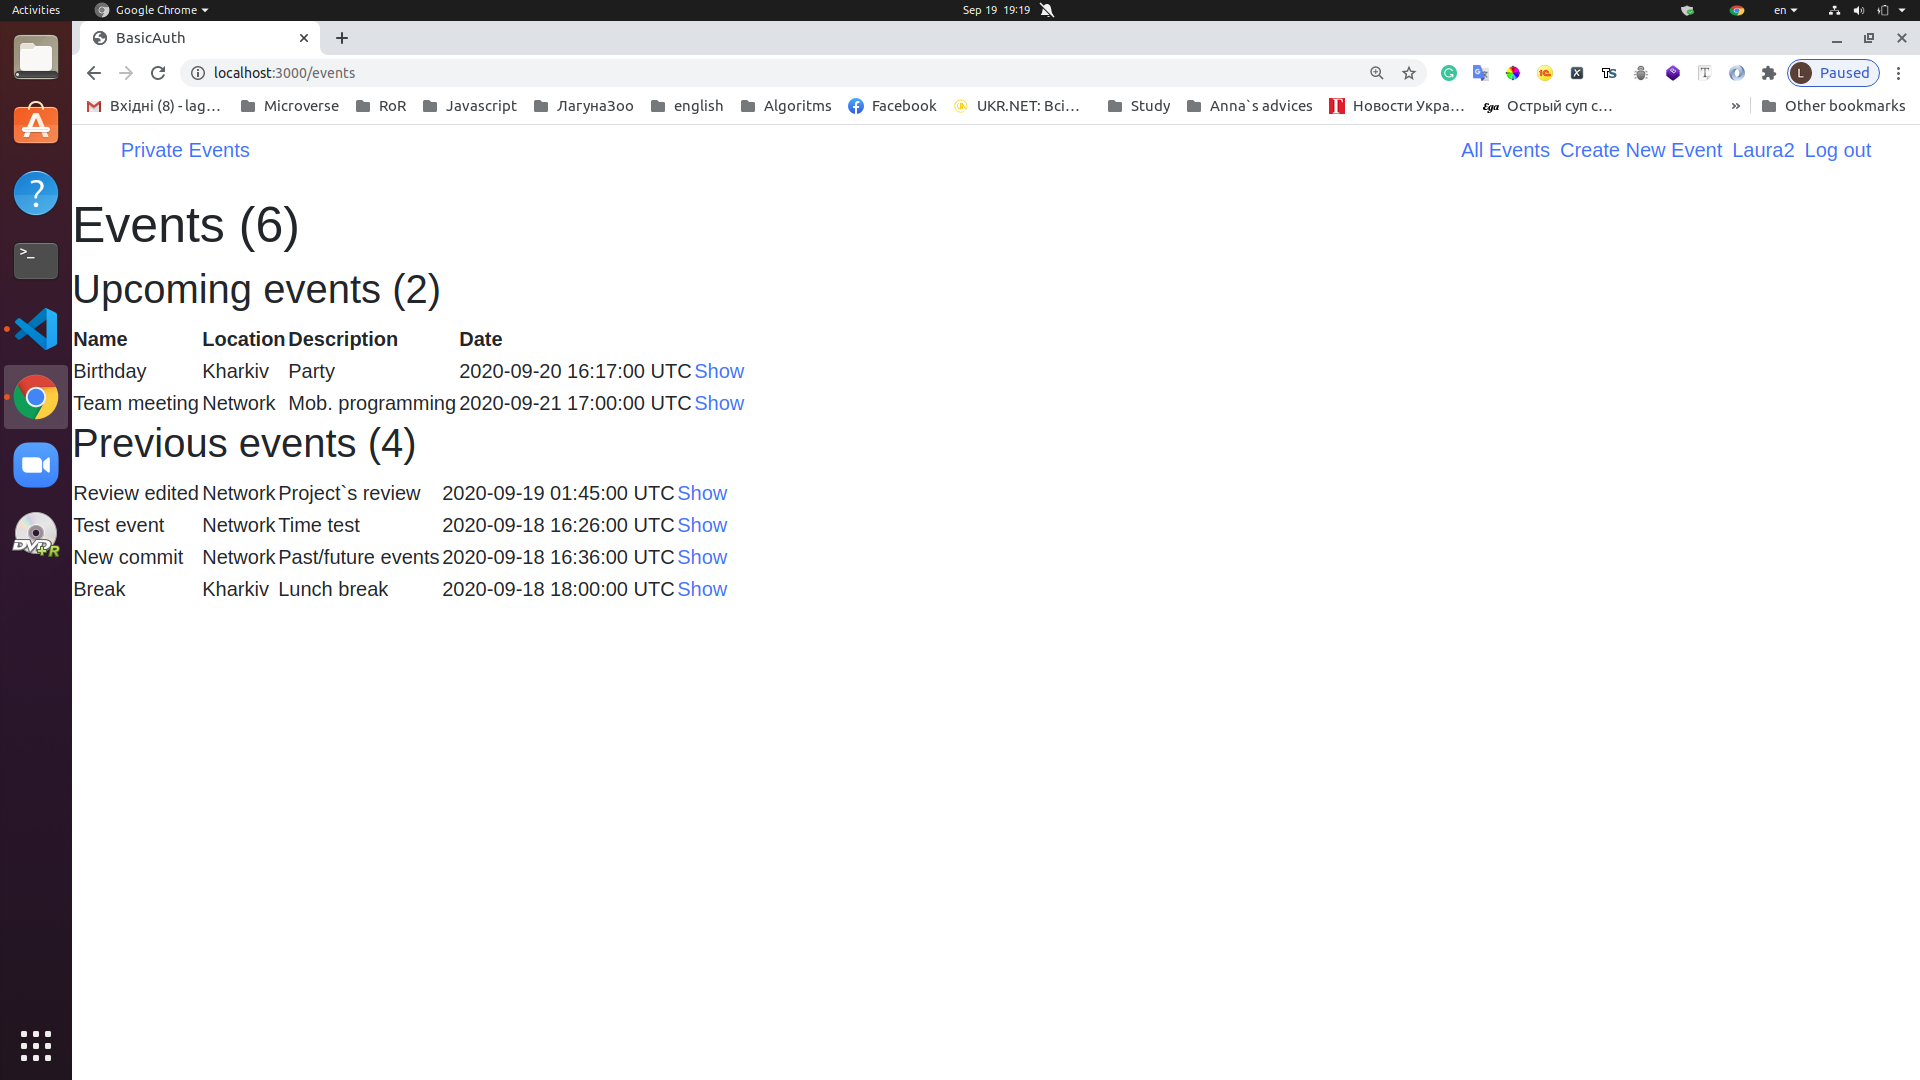 Activities Google Chrome Sep 19 19:19 en
BasicAuth
localhost:3000/events Paused
L
Вхідні (8) - lag… Microverse RoR Javascript ЛагунаЗоо english Algoritms Facebook UKR.NET: Всі… Study Anna`s advices Новости Укра… Острый суп с… » Other bookmarks
Private Events All Events Create New Event Laura2 Log out
Events (6)
Upcoming events (2)
Name Location Description Date
Birthday Kharkiv Party 2020-09-20 16:17:00 UTC Show
Team meeting Network Mob. programming 2020-09-21 17:00:00 UTC Show
Previous events (4)
Review edited Network Project`s review 2020-09-19 01:45:00 UTC Show
Test event Network Time test 2020-09-18 16:26:00 UTC Show
New commit Network Past/future events 2020-09-18 16:36:00 UTC Show
Break Kharkiv Lunch break 2020-09-18 18:00:00 UTC Show
DVD+R